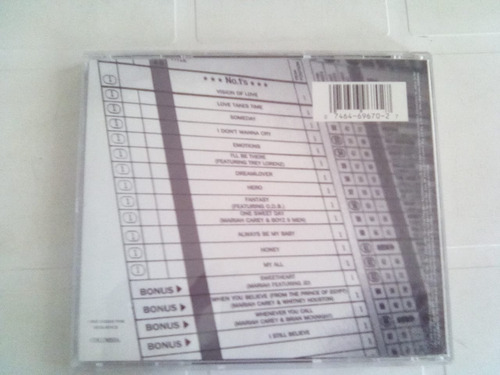 ★ ★ ★ No.1's ★ ★ ★
VISION OF LOVE
LOVE TAKES TIME
SOMEDAY
I DON'T WANNA CRY
EMOTIONS
I'LL BE THERE
(FEATURING TREY LORENZ)
DREAMLOVER
HERO
FANTASY
(FEATURING O.D.B.)
ONE SWEET DAY
(MARIAH CAREY & BOYZ II MEN)
ALWAYS BE MY BABY
HONEY
MY ALL
BONUS ▶ SWEETHEART
(MARIAH FEATURING JD)
BONUS ▶ WHEN YOU BELIEVE (FROM THE PRINCE OF EGYPT)
(MARIAH CAREY & WHITNEY HOUSTON)
BONUS ▶ WHENEVER YOU CALL
(MARIAH CAREY & BRIAN MCKNIGHT)
BONUS ▶ I STILL BELIEVE
7464-69670-2
COLUMBIA